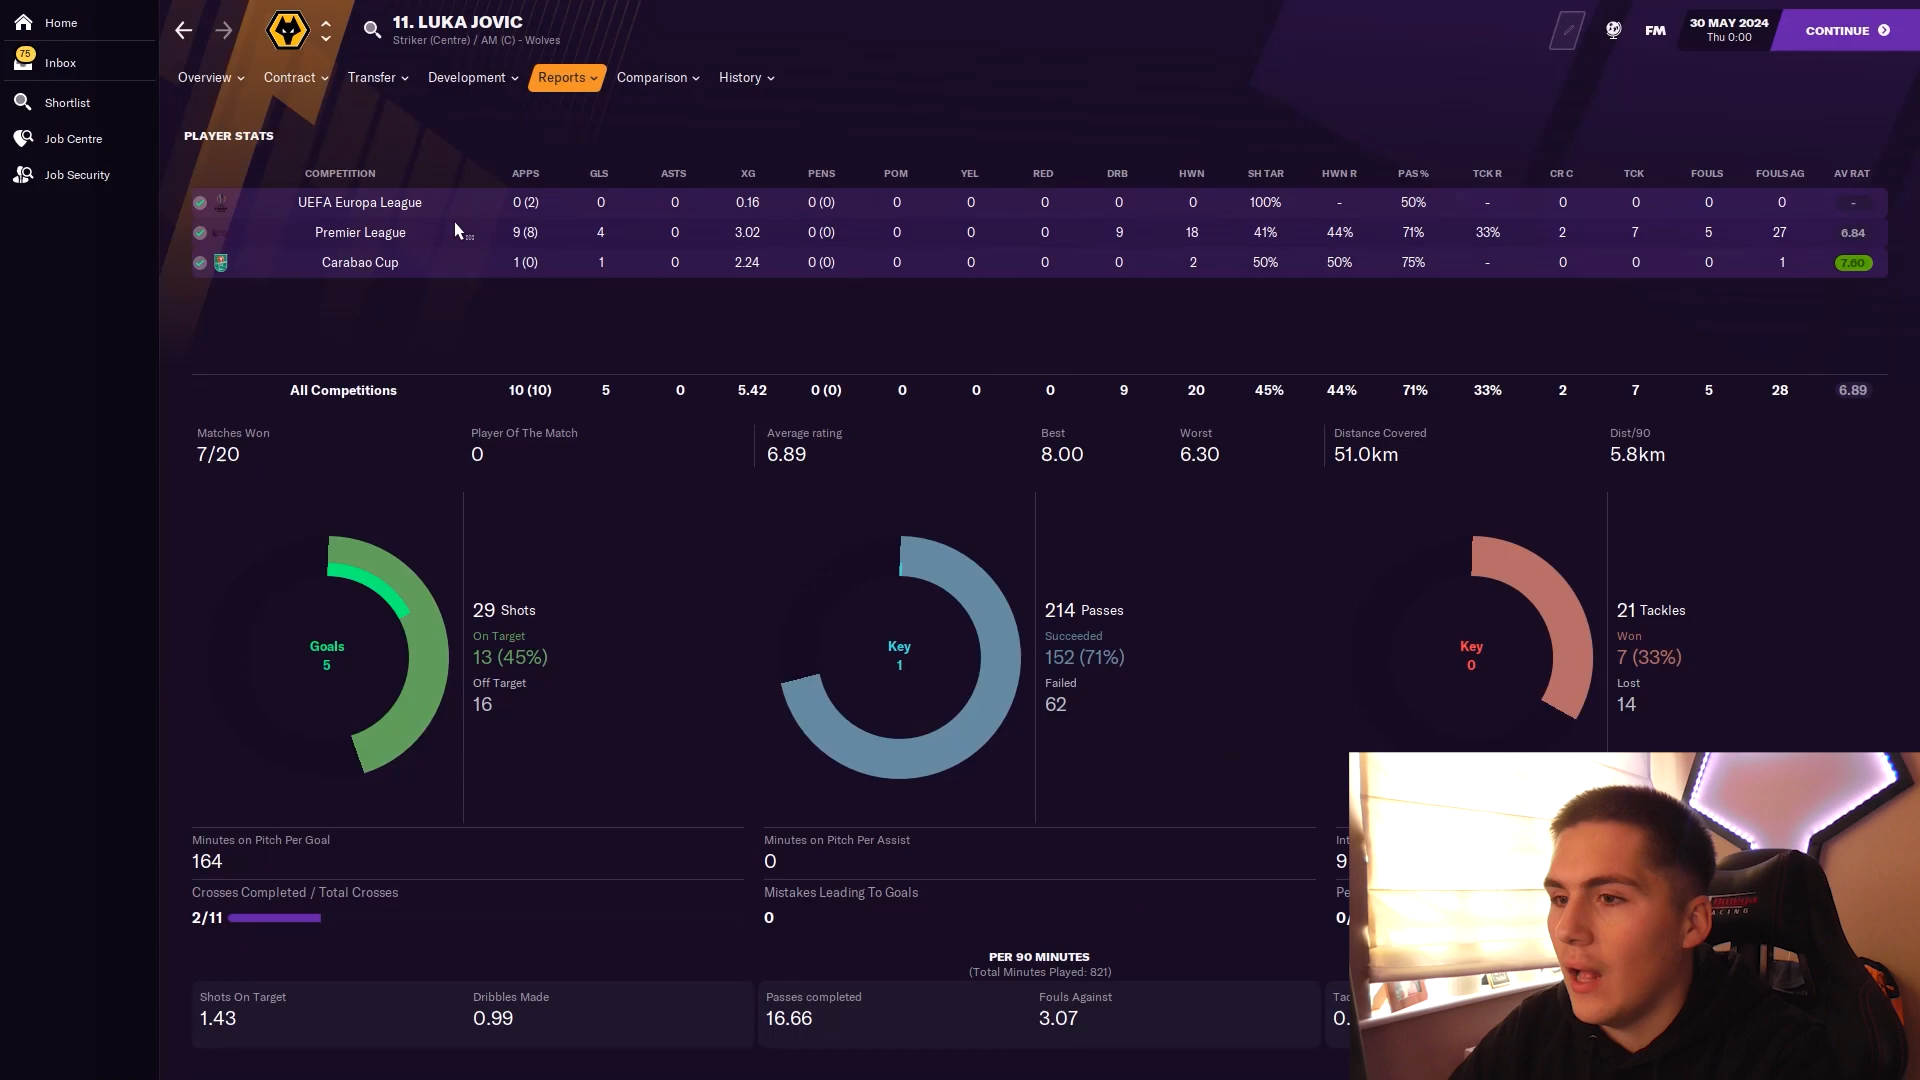 Home
75
Inbox
Shortlist
Job Centre
Job Security
11. LUKA JOVIC
Striker (Centre) / AM (C) - Wolves
FM
30 MAY 2024
Thu 0:00
CONTINUE
Overview Contract Transfer Development Reports Comparison History
PLAYER STATS
COMPETITION APPS GLS ASTS XG PENS POM YEL RED DRB HWN SH TAR HWN R PAS % TCK R CR C TCK FOULS FOULS AG AV RAT
UEFA Europa League 0 (2) 0 0 0.16 0 (0) 0 0 0 0 0 100% - 50% - 0 0 0 0 -
Premier League 9 (8) 4 0 3.02 0 (0) 0 0 0 9 18 41% 44% 71% 33% 2 7 5 27 6.84
Carabao Cup 1 (0) 1 0 2.24 0 (0) 0 0 0 0 2 50% 50% 75% - 0 0 0 1 7.60
All Competitions 10 (10) 5 0 5.42 0 (0) 0 0 0 9 20 45% 44% 71% 33% 2 7 5 28 6.89
Matches Won Player Of The Match Average rating Best Worst Distance Covered Dist/90
7/20 0 6.89 8.00 6.30 51.0km 5.8km
Goals
5
29 Shots
On Target
13 (45%)
Off Target
16
Key
1
214 Passes
Succeeded
152 (71%)
Failed
62
Key
0
21 Tackles
Won
7 (33%)
Lost
14
Minutes on Pitch Per Goal Minutes on Pitch Per Assist Int
164 0 9
Crosses Completed / Total Crosses Mistakes Leading To Goals Pe
2/11 0 0/
PER 90 MINUTES
(Total Minutes Played: 821)
Shots On Target Dribbles Made Passes completed Fouls Against Tac
1.43 0.99 16.66 3.07 0.
RACING